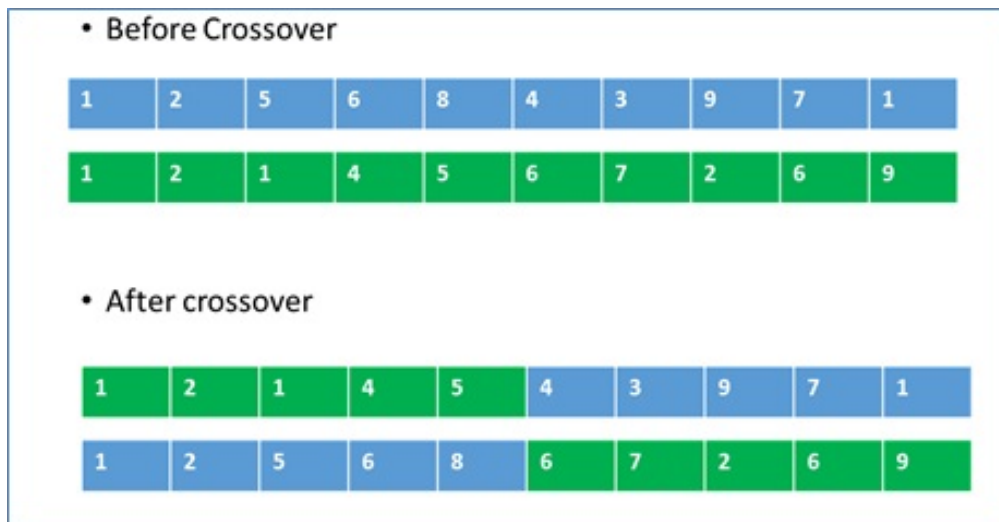 • Before Crossover
1 2 5 6 8 4 3 9 7 1
1 2 1 4 5 6 7 2 6 9
• After crossover
1 2 1 4 5 4 3 9 7 1
1 2 5 6 8 6 7 2 6 9